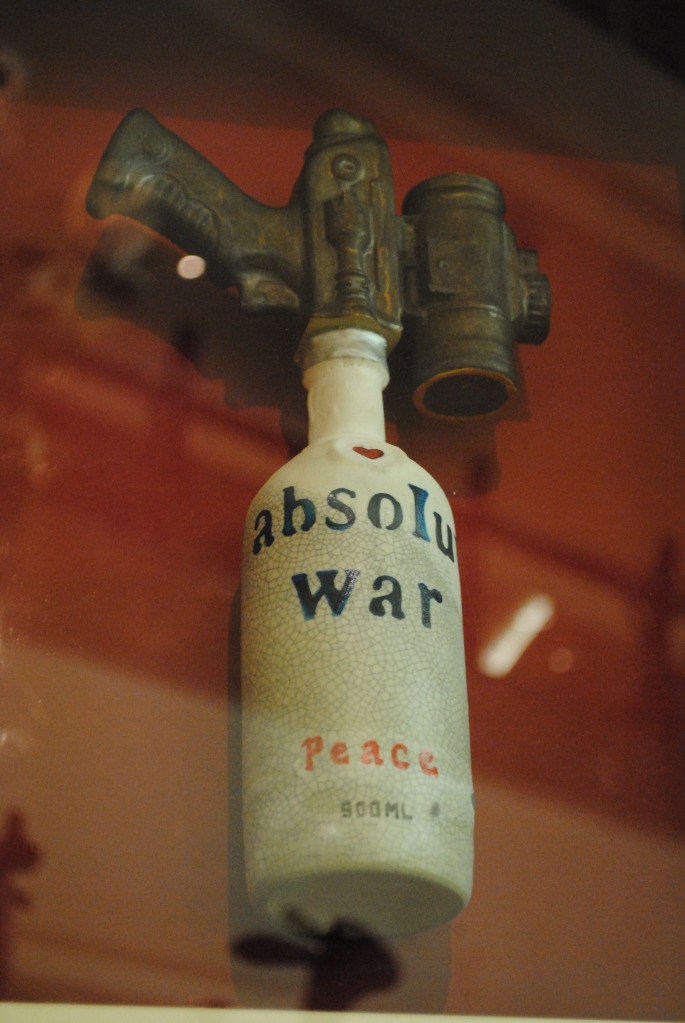 absolu
war
Peace
500ML